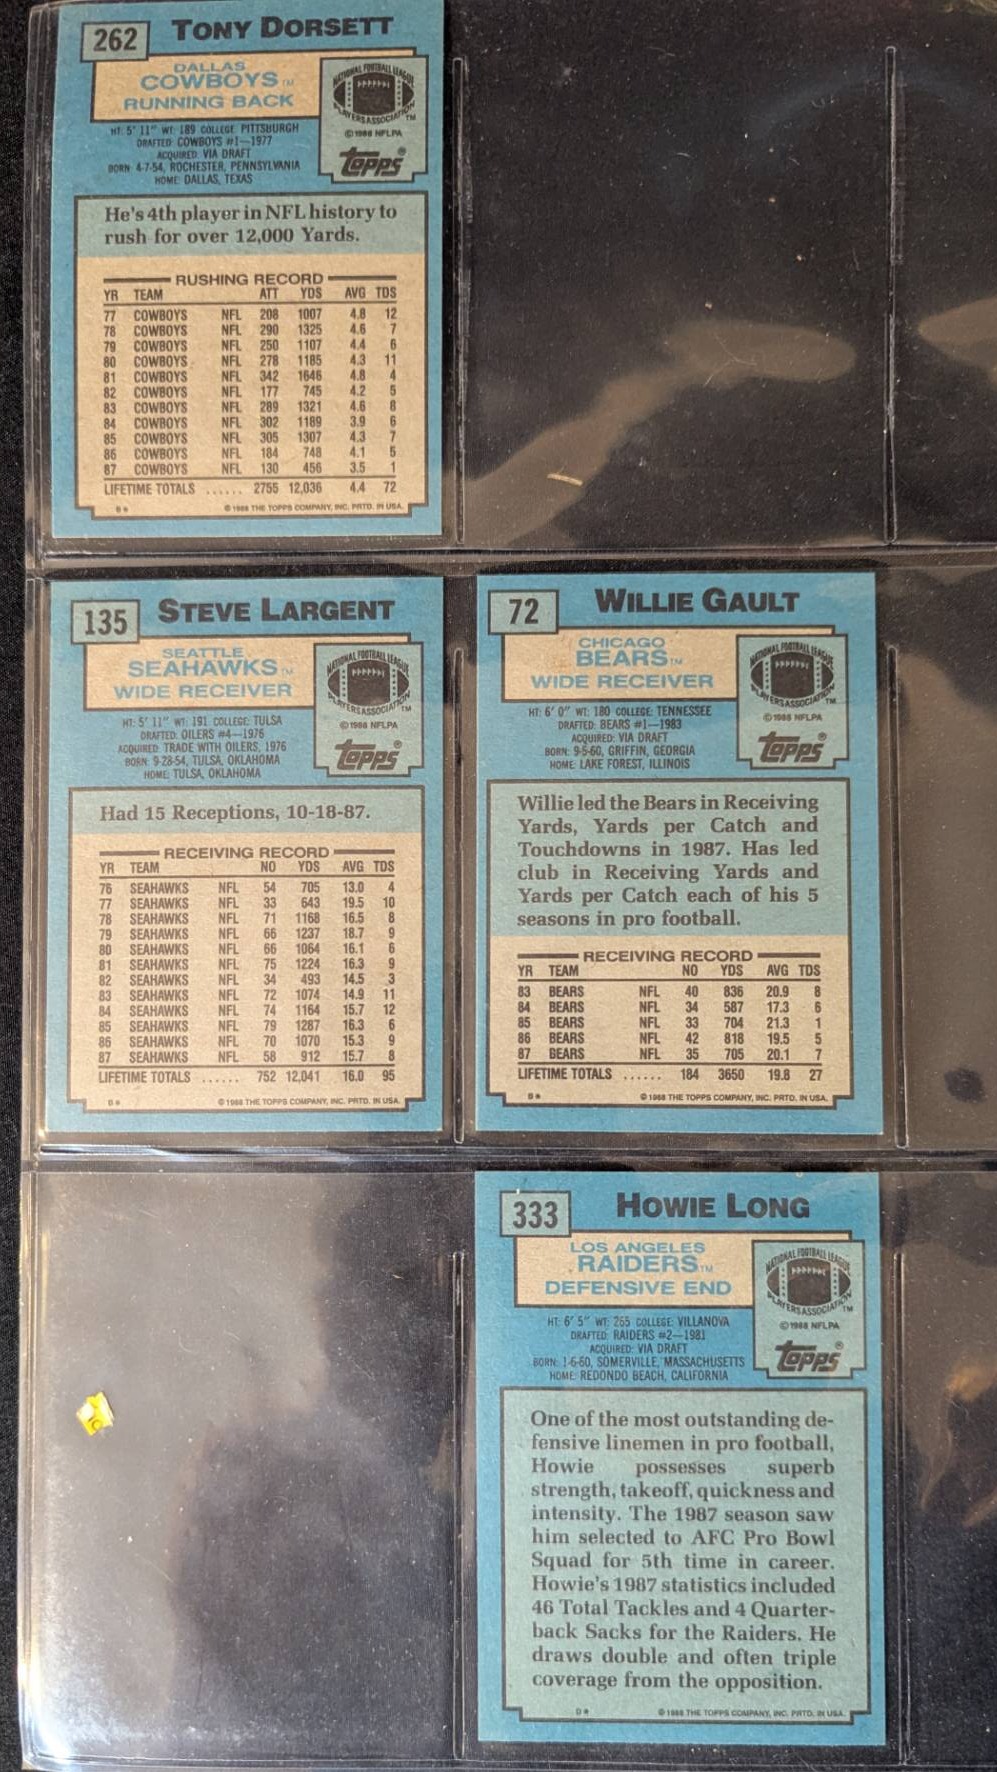 262
TONY DORSETT
DALLAS
COWBOYS™
RUNNING BACK
NATIONAL FOOTBALL LEAGUE
PLAYERS ASSOCIATION™
©1988 NFLPA
Topps®
HT: 5' 11" WT: 189 COLLEGE: PITTSBURGH
DRAFTED: COWBOYS #1—1977
ACQUIRED: VIA DRAFT
BORN: 4-7-54, ROCHESTER, PENNSYLVANIA
HOME: DALLAS, TEXAS
He's 4th player in NFL history to
rush for over 12,000 Yards.
RUSHING RECORD
YR TEAM ATT YDS AVG TDS
77 COWBOYS NFL 208 1007 4.8 12
78 COWBOYS NFL 290 1325 4.6 7
79 COWBOYS NFL 250 1107 4.4 6
80 COWBOYS NFL 278 1185 4.3 11
81 COWBOYS NFL 342 1646 4.8 4
82 COWBOYS NFL 177 745 4.2 5
83 COWBOYS NFL 289 1321 4.6 8
84 COWBOYS NFL 302 1189 3.9 6
85 COWBOYS NFL 305 1307 4.3 7
86 COWBOYS NFL 184 748 4.1 5
87 COWBOYS NFL 130 456 3.5 1
LIFETIME TOTALS ...... 2755 12,036 4.4 72
© 1988 THE TOPPS COMPANY, INC. PRTD. IN USA.
135
STEVE LARGENT
SEATTLE
SEAHAWKS™
WIDE RECEIVER
NATIONAL FOOTBALL LEAGUE
PLAYERS ASSOCIATION™
©1988 NFLPA
Topps®
HT: 5' 11" WT: 191 COLLEGE: TULSA
DRAFTED: OILERS #4—1976
ACQUIRED: TRADE WITH OILERS, 1976
BORN: 9-28-54, TULSA, OKLAHOMA
HOME: TULSA, OKLAHOMA
Had 15 Receptions, 10-18-87.
RECEIVING RECORD
YR TEAM NO YDS AVG TDS
76 SEAHAWKS NFL 54 705 13.0 4
77 SEAHAWKS NFL 33 643 19.5 10
78 SEAHAWKS NFL 71 1168 16.5 8
79 SEAHAWKS NFL 66 1237 18.7 9
80 SEAHAWKS NFL 66 1064 16.1 6
81 SEAHAWKS NFL 75 1224 16.3 9
82 SEAHAWKS NFL 34 493 14.5 3
83 SEAHAWKS NFL 72 1074 14.9 11
84 SEAHAWKS NFL 74 1164 15.7 12
85 SEAHAWKS NFL 79 1287 16.3 6
86 SEAHAWKS NFL 70 1070 15.3 9
87 SEAHAWKS NFL 58 912 15.7 8
LIFETIME TOTALS ...... 752 12,041 16.0 95
© 1988 THE TOPPS COMPANY, INC. PRTD. IN USA.
72
WILLIE GAULT
CHICAGO
BEARS™
WIDE RECEIVER
NATIONAL FOOTBALL LEAGUE
PLAYERS ASSOCIATION™
©1988 NFLPA
Topps®
HT: 6' 0" WT: 180 COLLEGE: TENNESSEE
DRAFTED: BEARS #1—1983
ACQUIRED: VIA DRAFT
BORN: 9-5-60, GRIFFIN, GEORGIA
HOME: LAKE FOREST, ILLINOIS
Willie led the Bears in Receiving
Yards, Yards per Catch and
Touchdowns in 1987. Has led
club in Receiving Yards and
Yards per Catch each of his 5
seasons in pro football.
RECEIVING RECORD
YR TEAM NO YDS AVG TDS
83 BEARS NFL 40 836 20.9 8
84 BEARS NFL 34 587 17.3 6
85 BEARS NFL 33 704 21.3 1
86 BEARS NFL 42 818 19.5 5
87 BEARS NFL 35 705 20.1 7
LIFETIME TOTALS ...... 184 3650 19.8 27
© 1988 THE TOPPS COMPANY, INC. PRTD. IN USA.
333
HOWIE LONG
LOS ANGELES
RAIDERS™
DEFENSIVE END
NATIONAL FOOTBALL LEAGUE
PLAYERS ASSOCIATION™
©1988 NFLPA
Topps®
HT: 6' 5" WT: 265 COLLEGE: VILLANOVA
DRAFTED: RAIDERS #2—1981
ACQUIRED: VIA DRAFT
BORN: 1-6-60, SOMERVILLE, MASSACHUSETTS
HOME: REDONDO BEACH, CALIFORNIA
One of the most outstanding de-
fensive linemen in pro football,
Howie possesses superb
strength, takeoff, quickness and
intensity. The 1987 season saw
him selected to AFC Pro Bowl
Squad for 5th time in career.
Howie's 1987 statistics included
46 Total Tackles and 4 Quarter-
back Sacks for the Raiders. He
draws double and often triple
coverage from the opposition.
D*
© 1988 THE TOPPS COMPANY, INC. PRTD. IN USA.